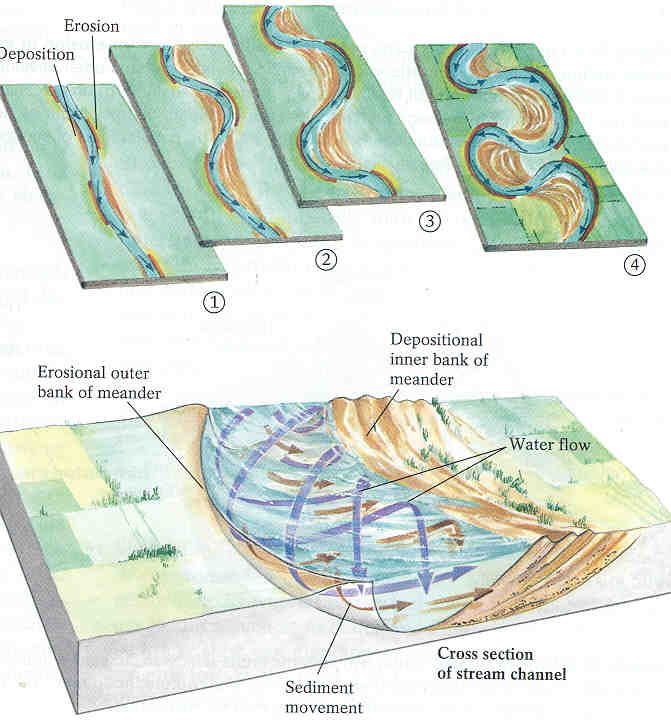 Erosion
Deposition
①
②
③
④
Depositional
inner bank of
meander
Erosional outer
bank of meander
Water flow
Cross section
of stream channel
Sediment
movement